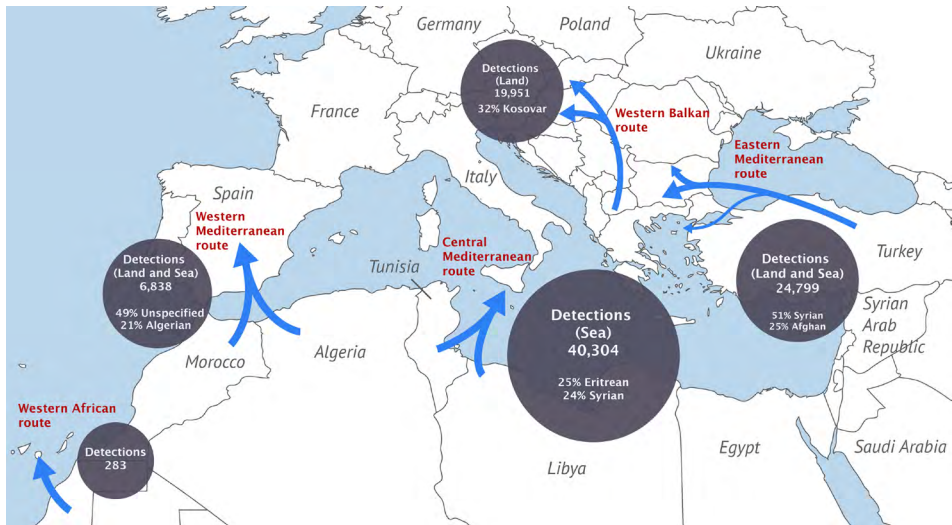 Germany
Poland
Ukraine
France
Detections
(Land)
19,951
32% Kosovar
Western Balkan
route
Eastern
Mediterranean
route
Italy
Spain
Western
Mediterranean
route
Central
Mediterranean
route
Tunisia
Turkey
Detections
(Land and Sea)
6,838
49% Unspecified
21% Algerian
Detections
(Land and Sea)
24,799
51% Syrian
25% Afghan
Syrian
Arab
Republic
Detections
(Sea)
40,304
25% Eritrean
24% Syrian
Morocco
Algeria
Western African
route
Detections
283
Libya
Egypt
Saudi Arabia